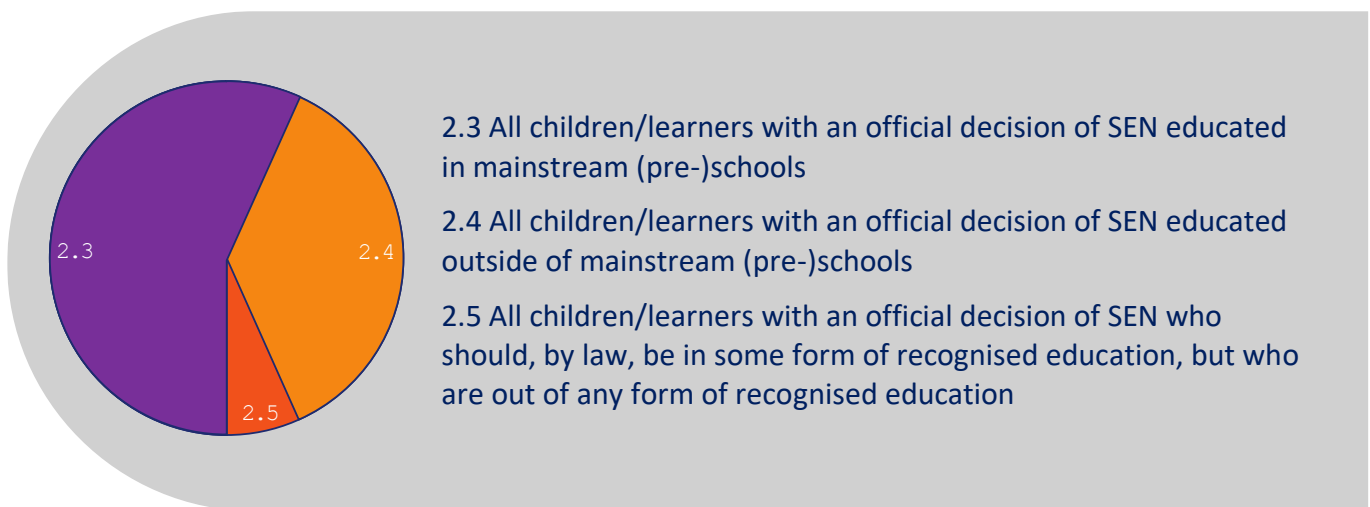 2.3
2.4
2.5
2.3 All children/learners with an official decision of SEN educated
in mainstream (pre-)schools
2.4 All children/learners with an official decision of SEN educated
outside of mainstream (pre-)schools
2.5 All children/learners with an official decision of SEN who
should, by law, be in some form of recognised education, but who
are out of any form of recognised education